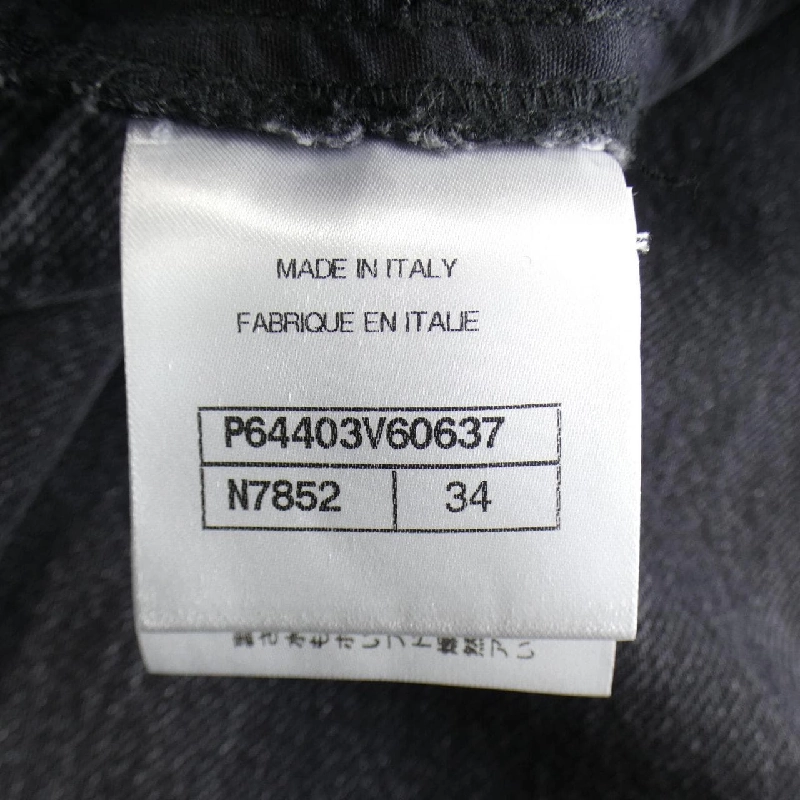 MADE IN ITALY
FABRIQUE EN ITALIE
P64403V60637
N7852 34